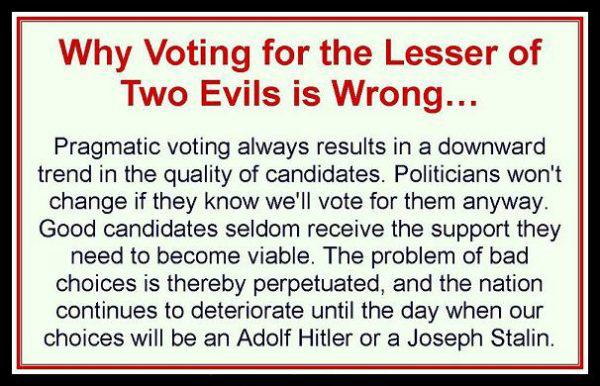 Why Voting for the Lesser of
Two Evils is Wrong...
Pragmatic voting always results in a downward
trend in the quality of candidates. Politicians won't
change if they know we'll vote for them anyway.
Good candidates seldom receive the support they
need to become viable. The problem of bad
choices is thereby perpetuated, and the nation
continues to deteriorate until the day when our
choices will be an Adolf Hitler or a Joseph Stalin.